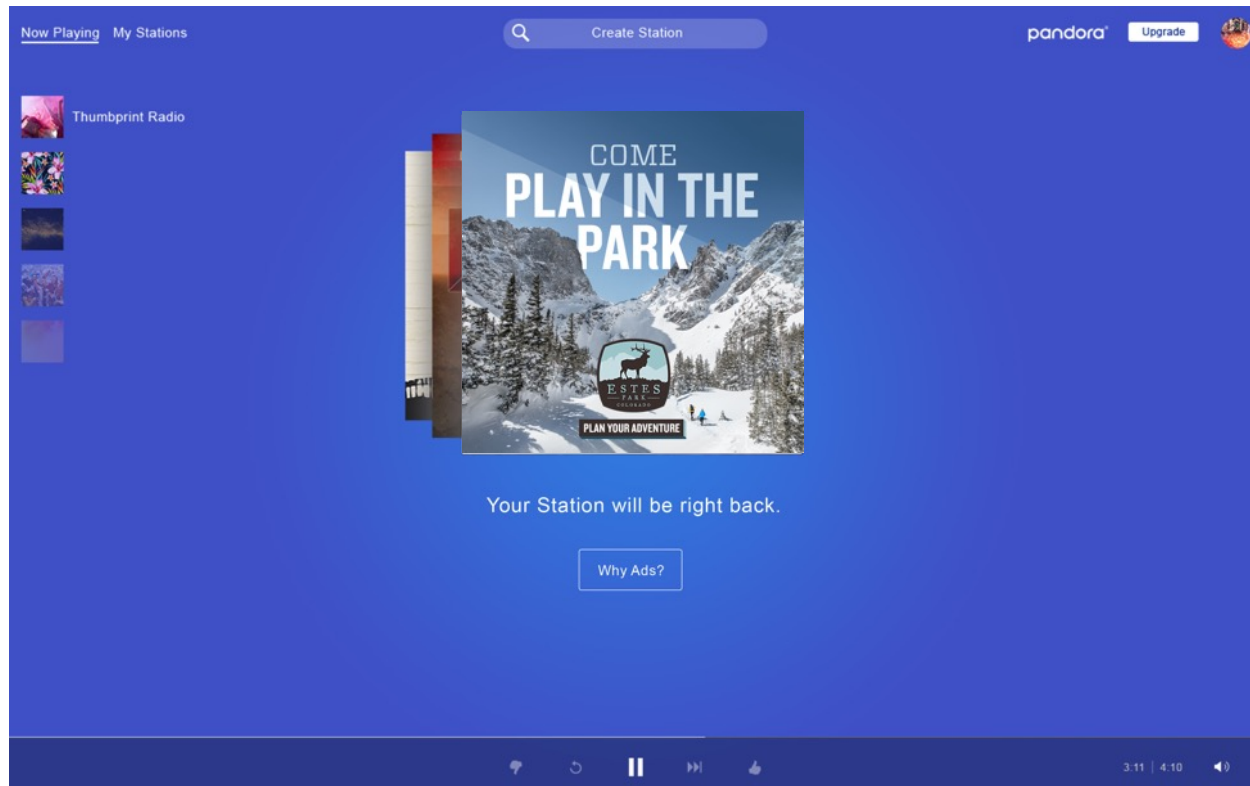 Now Playing My Stations
Create Station
pandora®
Upgrade
Thumbprint Radio
COME
PLAY IN THE
PARK
ESTES
PARK
COLORADO
PLAN YOUR ADVENTURE
Your Station will be right back.
Why Ads?
3:11 | 4:10